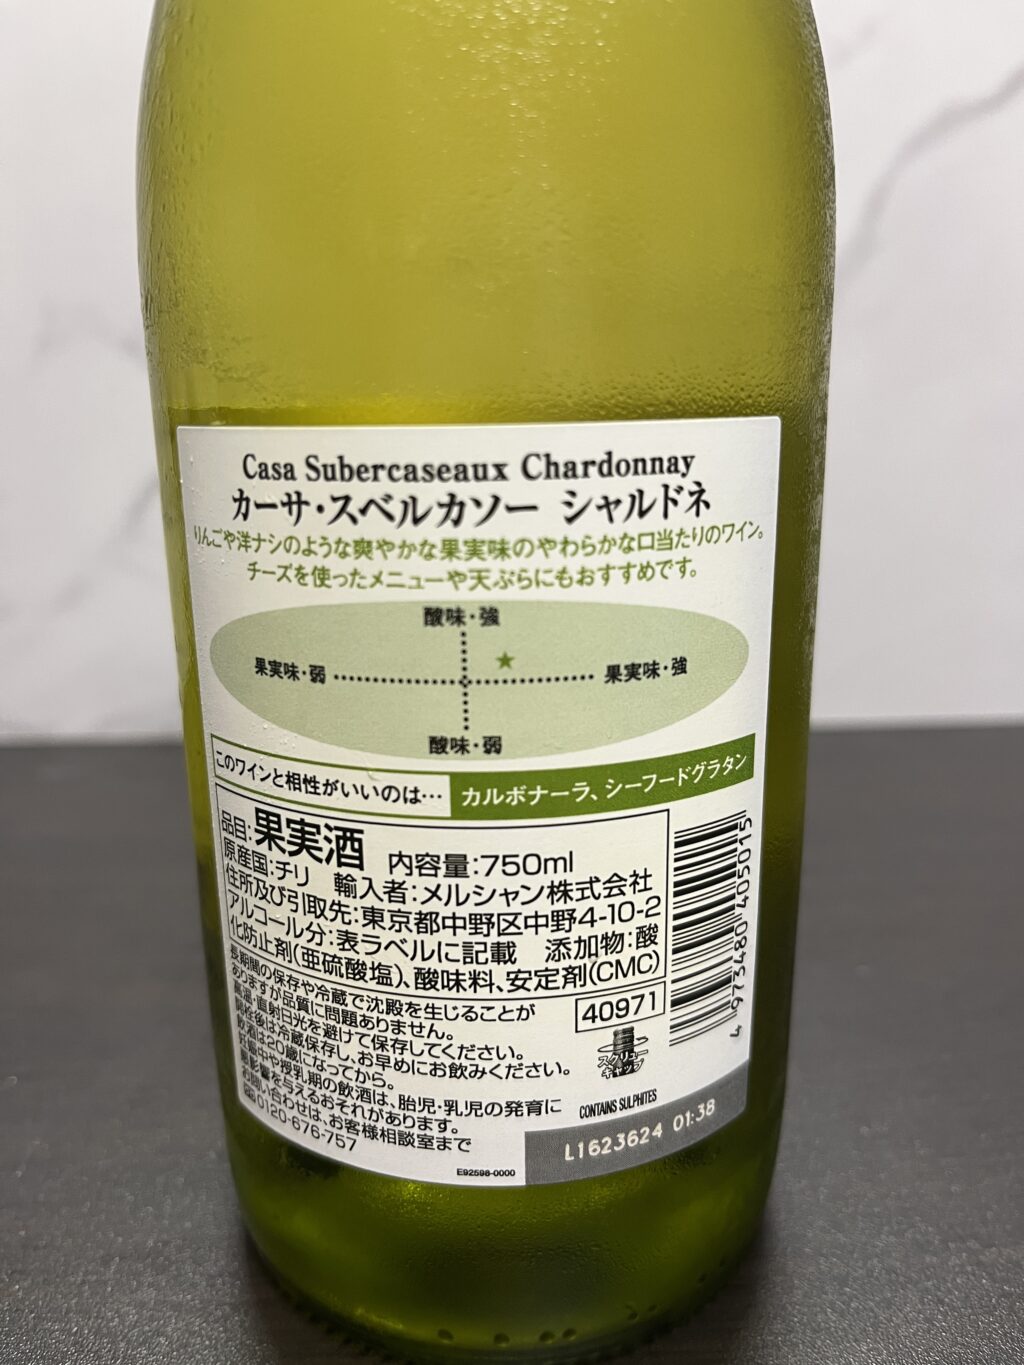 Casa Subercaseaux Chardonnay
カーサ・スベルカソー シャルドネ
りんごや洋ナシのような爽やかな果実味のやわらかな口当たりのワイン。
チーズを使ったメニューや天ぷらにもおすすめです。
酸味・強
果実味・弱
果実味・強
酸味・弱
このワインと相性がいいのは… カルボナーラ、シーフードグラタン
品目:果実酒 内容量:750ml
原産国:チリ 輸入者:メルシャン株式会社
住所及び引取先:東京都中野区中野4-10-2
アルコール分:表ラベルに記載 添加物:酸
化防止剤(亜硫酸塩)、酸味料、安定剤(CMC)
長期間の保存や冷蔵で沈殿を生じることが
ありますが品質に問題ありません。
高温・直射日光を避けて保存してください。
開栓後は冷蔵保存し、お早めにお飲みください。
飲酒は20歳になってから。
妊娠中や授乳期の飲酒は、胎児・乳児の発育に
悪影響を与えるおそれがあります。
お問い合わせは、お客様相談室まで
0120-676-757
40971
スクリュー
キャップ
CONTAINS SULPHITES
E92598-0000
L1623624 01:38
4 973480 405015